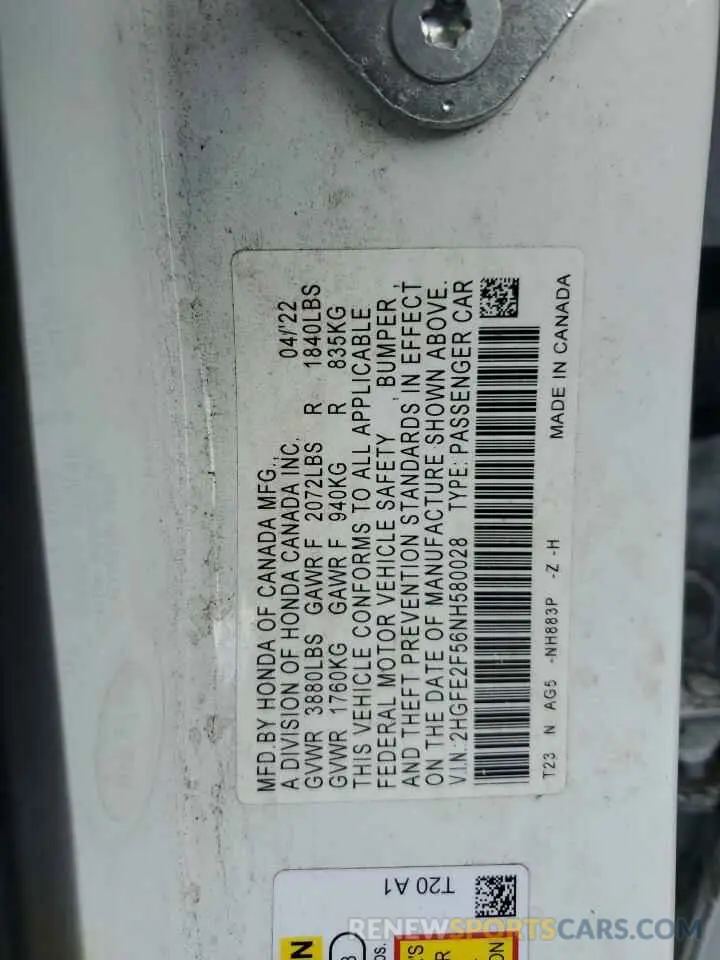 MFD.BY HONDA OF CANADA MFG.,
A DIVISION OF HONDA CANADA INC. 04/'22
GVWR 3880LBS GAWR F 2072LBS R 1840LBS
GVWR 1760KG GAWR F 940KG R 835KG
THIS VEHICLE CONFORMS TO ALL APPLICABLE
FEDERAL MOTOR VEHICLE SAFETY , BUMPER ,
AND THEFT PREVENTION STANDARDS IN EFFECT
ON THE DATE OF MANUFACTURE SHOWN ABOVE.
V.I.N.:2HGFE2F56NH580028 TYPE: PASSENGER CAR
T23 N AG5 -NH883P -Z -H
MADE IN CANADA
T20 A1
RENEWSPORTSCARS.COM